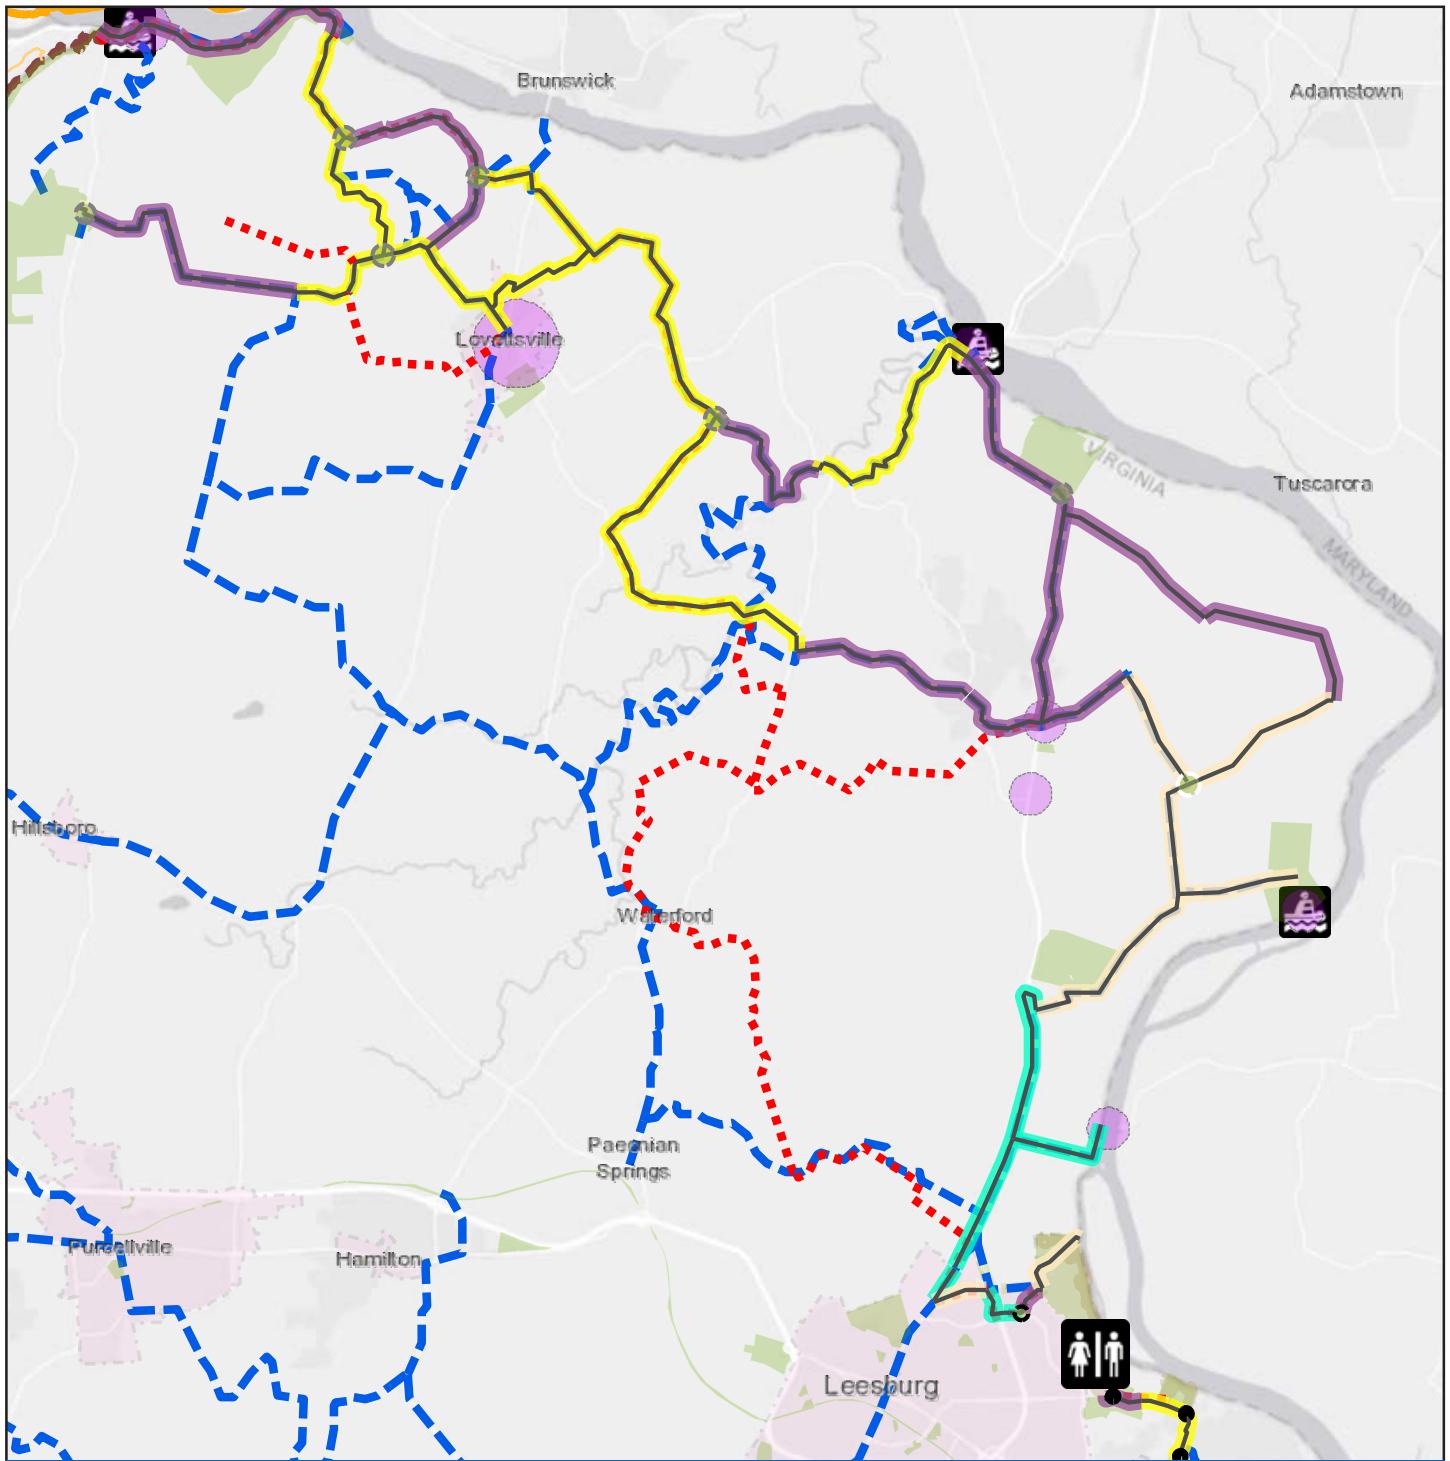 Brunswick
Adamstown
Lovettsville
VIRGINIA
Tuscarora
MARYLAND
Hillsboro
Waterford
Paeonian
Springs
Purcellville
Hamilton
Leesburg